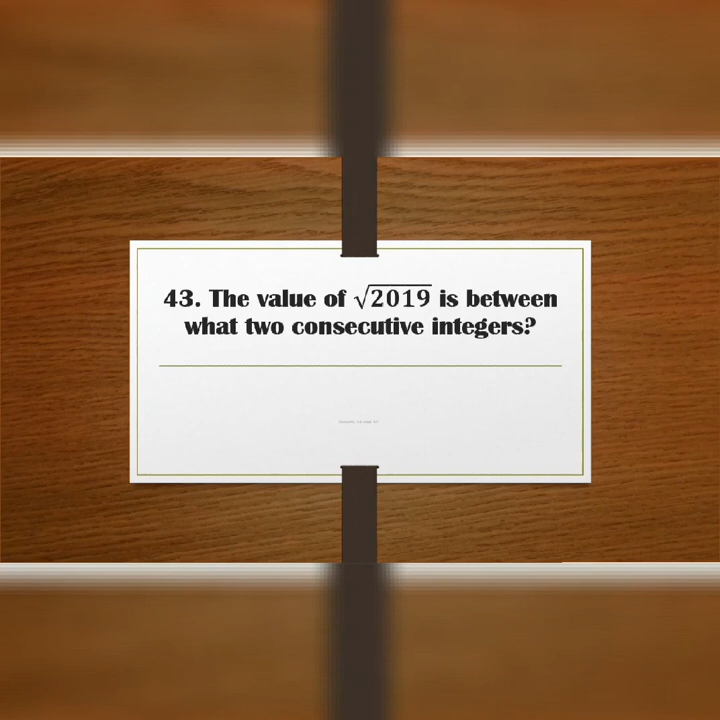 43. The value of √2019 is between
what two consecutive integers?